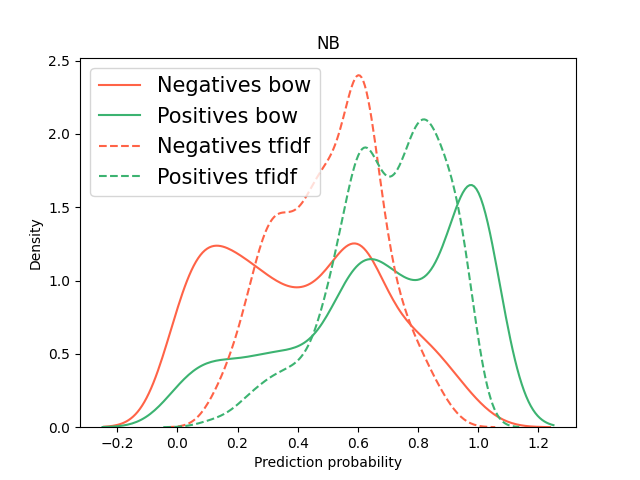 NB
2.5
2.0
1.5
1.0
0.5
0.0
Density
Negatives bow
Positives bow
Negatives tfidf
Positives tfidf
−0.2 0.0 0.2 0.4 0.6 0.8 1.0 1.2
Prediction probability